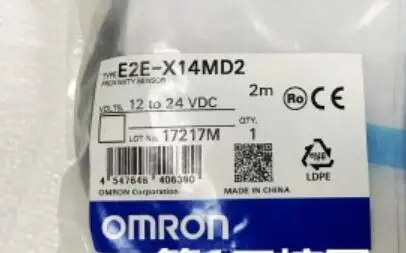 TYPE E2E-X14MD2
PROXIMITY SENSOR
2m
VOLTS. 12 to 24 VDC
QTY.
LOT No. 17217M 1
4 547648 406390
OMRON Corporation
MADE IN CHINA
LDPE
OMRON